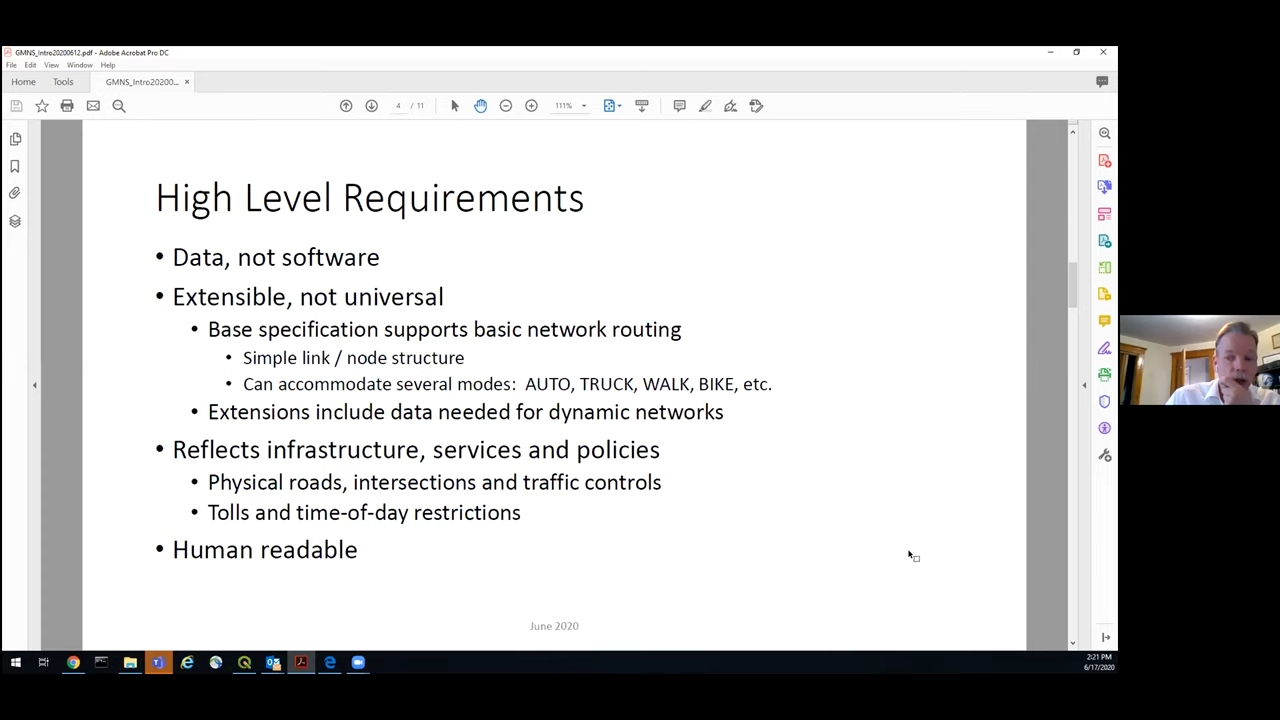 GMNS_Intro20200612.pdf - Adobe Acrobat Pro DC
File Edit View Window Help
Home Tools GMNS_Intro20200... ×
4 / 11 111%
High Level Requirements
• Data, not software
• Extensible, not universal
• Base specification supports basic network routing
• Simple link / node structure
• Can accommodate several modes: AUTO, TRUCK, WALK, BIKE, etc.
• Extensions include data needed for dynamic networks
• Reflects infrastructure, services and policies
• Physical roads, intersections and traffic controls
• Tolls and time-of-day restrictions
• Human readable
June 2020
2:21 PM
6/17/2020